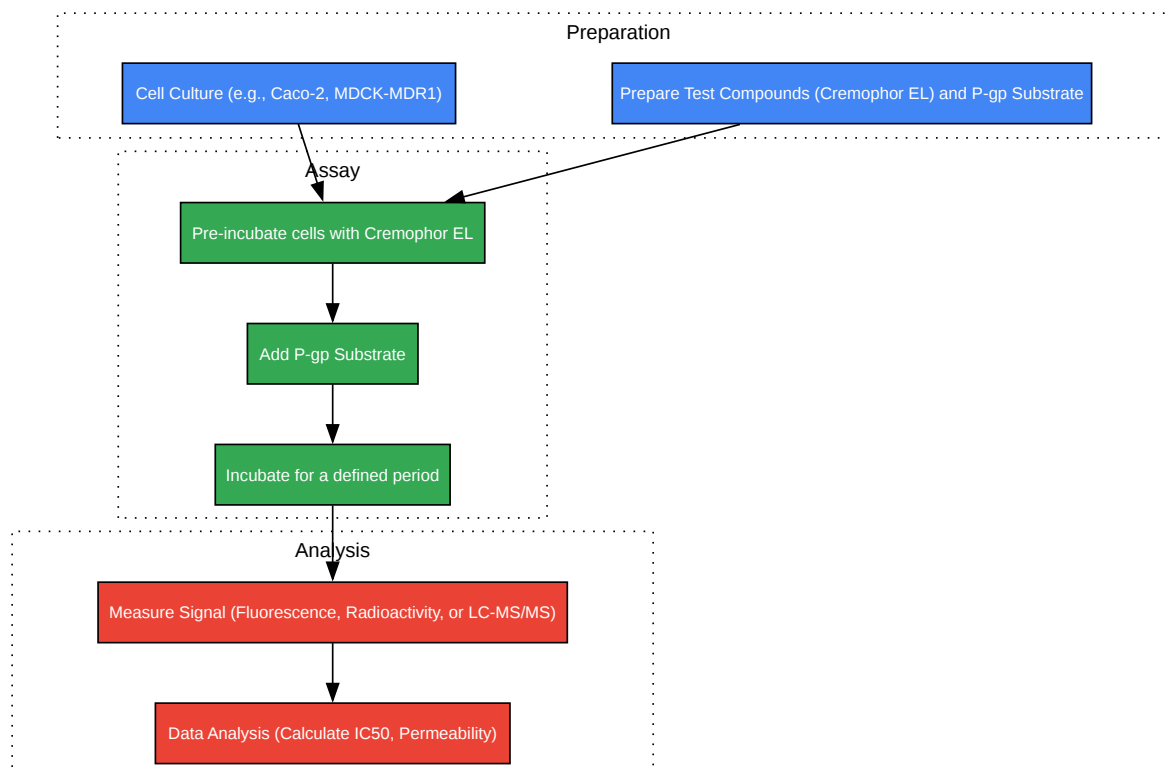 Preparation
Cell Culture (e.g., Caco-2, MDCK-MDR1)
Prepare Test Compounds (Cremophor EL) and P-gp Substrate
Assay
Pre-incubate cells with Cremophor EL
Add P-gp Substrate
Incubate for a defined period
Analysis
Measure Signal (Fluorescence, Radioactivity, or LC-MS/MS)
Data Analysis (Calculate IC50, Permeability)